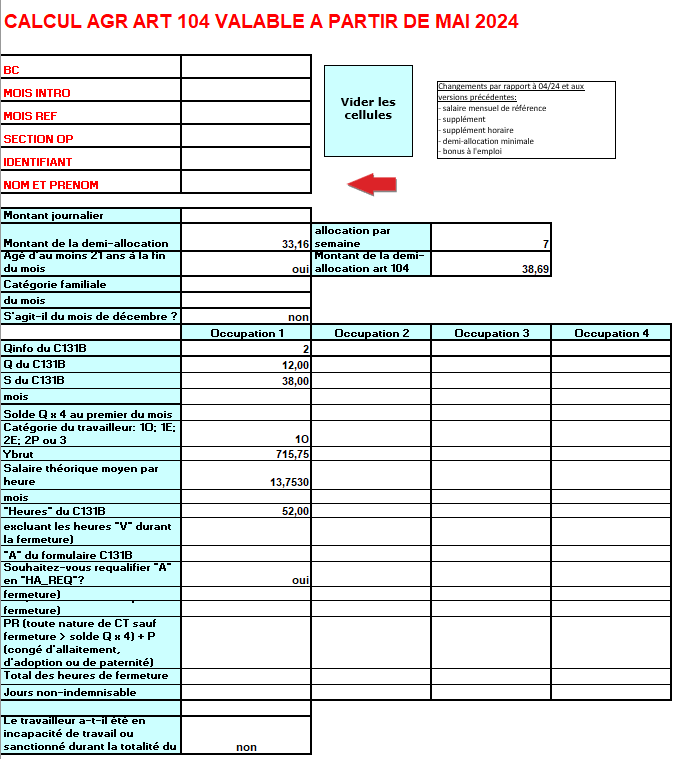 CALCUL AGR ART 104 VALABLE A PARTIR DE MAI 2024
BC
MOIS INTRO
MOIS REF
SECTION OP
IDENTIFIANT
NOM ET PRENOM
Vider les
cellules
Changements par rapport à 04/24 et aux
versions précédentes:
- salaire mensuel de référence
- supplément
- supplément horaire
- demi-allocation minimale
- bonus à l'emploi
Montant journalier
Montant de la demi-allocation 33,16
allocation par
semaine 7
Agé d'au moins 21 ans à la fin
du mois oui
Montant de la demi-
allocation art 104 38,69
Catégorie familiale
du mois
S'agit-il du mois de décembre ? non
Occupation 1 Occupation 2 Occupation 3 Occupation 4
Qinfo du C131B 2
Q du C131B 12,00
S du C131B 38,00
mois
Solde Q x 4 au premier du mois
Catégorie du travailleur: 1O; 1E;
2E; 2P ou 3 1O
Ybrut 715,75
Salaire théorique moyen par
heure 13,7530
mois
"Heures" du C131B 52,00
excluant les heures "V" durant
la fermeture)
"A" du formulaire C131B
Souhaitez-vous requalifier "A"
en "HA_REQ"? oui
fermeture)
fermeture)
PR (toute nature de CT sauf
fermeture > solde Q x 4) + P
(congé d'allaitement,
d'adoption ou de paternité)
Total des heures de fermeture
Jours non-indemnisable
Le travailleur a-t-il été en
incapacité de travail ou
sanctionné durant la totalité du non